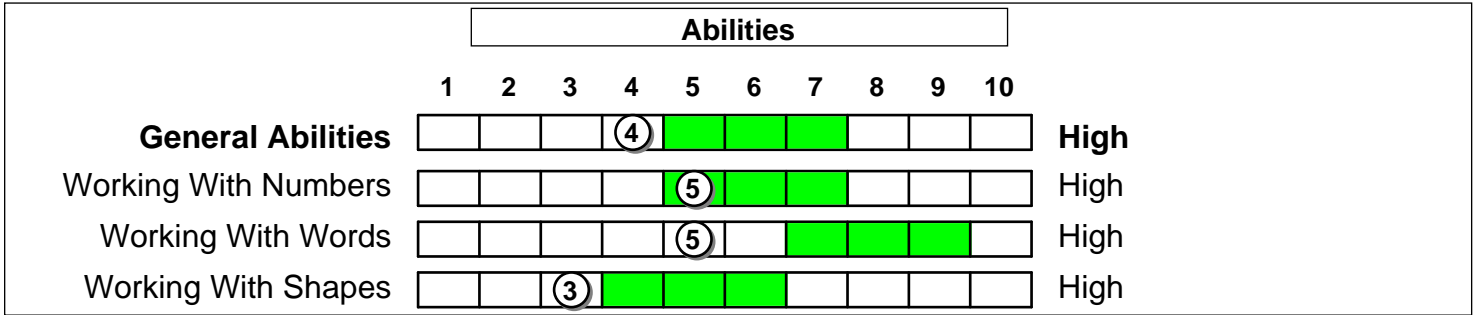 Abilities
1 2 3 4 5 6 7 8 9 10
General Abilities 4 High
Working With Numbers 5 High
Working With Words 5 High
Working With Shapes 3 High